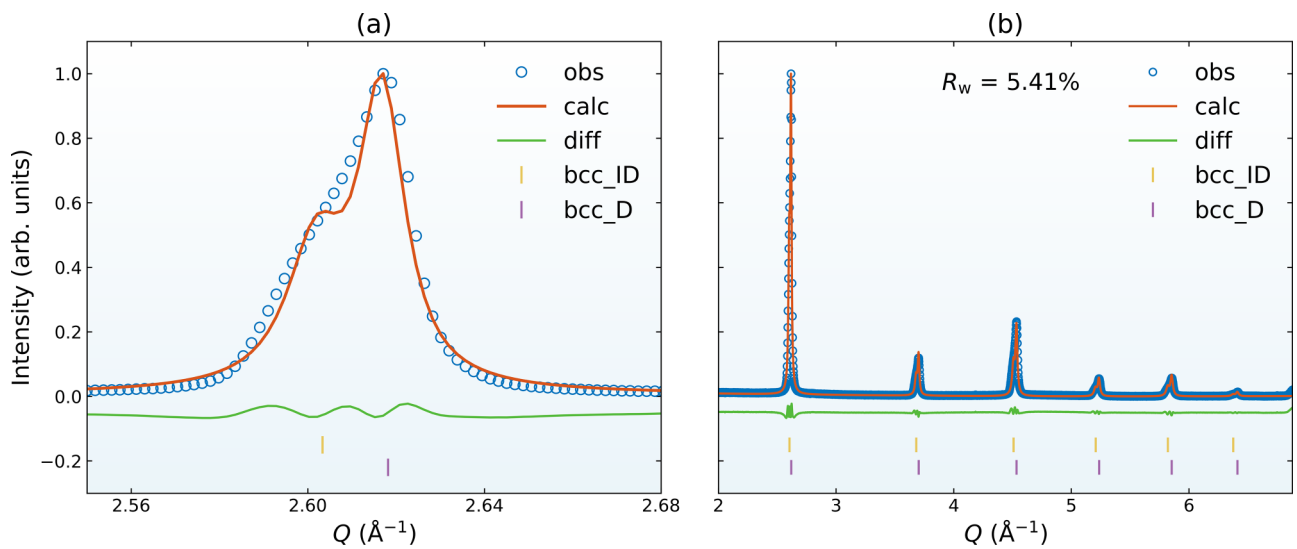 (a)
1.0
0.8
0.6
0.4
0.2
0.0
−0.2
Intensity (arb. units)
obs
calc
diff
bcc_ID
bcc_D
2.56
2.60
2.64
2.68
Q (Å⁻¹)
(b)
R_w = 5.41%
obs
calc
diff
bcc_ID
bcc_D
2
3
4
5
6
Q (Å⁻¹)